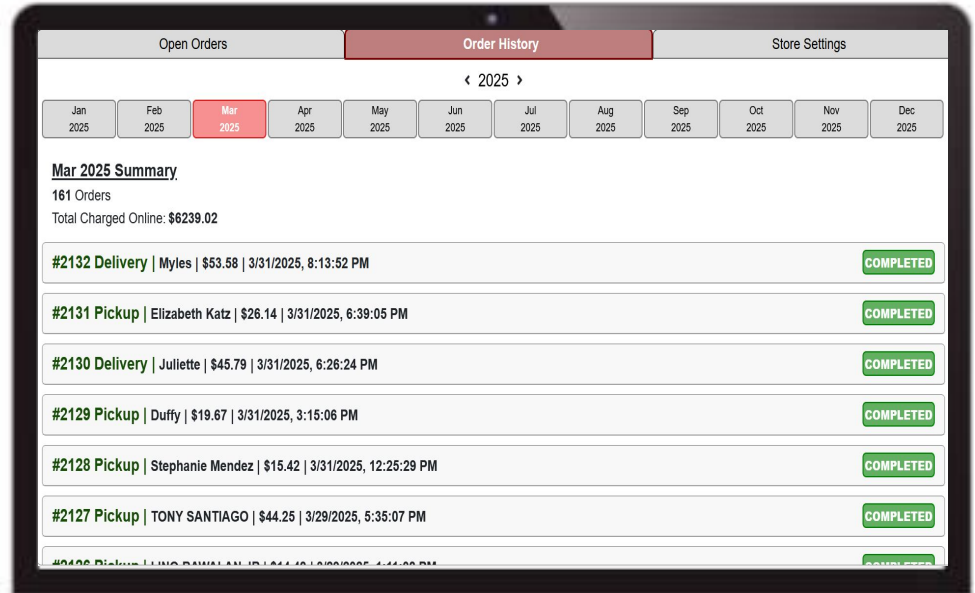 Open Orders Order History Store Settings
‹ 2025 ›
Jan Feb Mar Apr May Jun Jul Aug Sep Oct Nov Dec
2025 2025 2025 2025 2025 2025 2025 2025 2025 2025 2025 2025
Mar 2025 Summary
161 Orders
Total Charged Online: $6239.02
#2132 Delivery | Myles | $53.58 | 3/31/2025, 8:13:52 PM COMPLETED
#2131 Pickup | Elizabeth Katz | $26.14 | 3/31/2025, 6:39:05 PM COMPLETED
#2130 Delivery | Juliette | $45.79 | 3/31/2025, 6:26:24 PM COMPLETED
#2129 Pickup | Duffy | $19.67 | 3/31/2025, 3:15:06 PM COMPLETED
#2128 Pickup | Stephanie Mendez | $15.42 | 3/31/2025, 12:25:29 PM COMPLETED
#2127 Pickup | TONY SANTIAGO | $44.25 | 3/29/2025, 5:35:07 PM COMPLETED
#2126 Pickup | COMPLETED